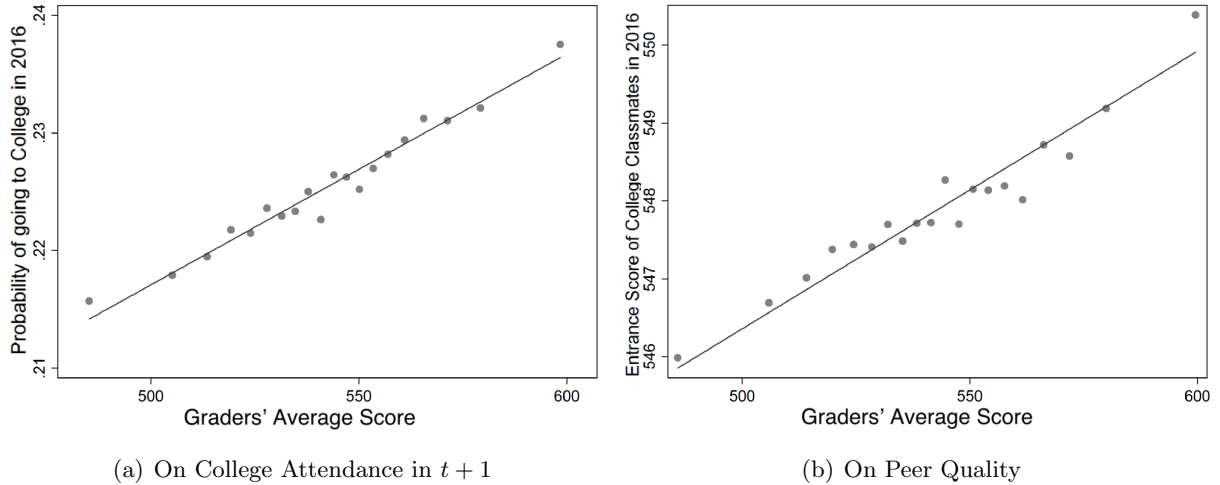 Probability of going to College in 2016
.24
.23
.22
.21
500
550
600
Graders’ Average Score
(a) On College Attendance in t + 1
Entrance Score of College Classmates in 2016
550
549
548
547
546
500
550
600
Graders’ Average Score
(b) On Peer Quality